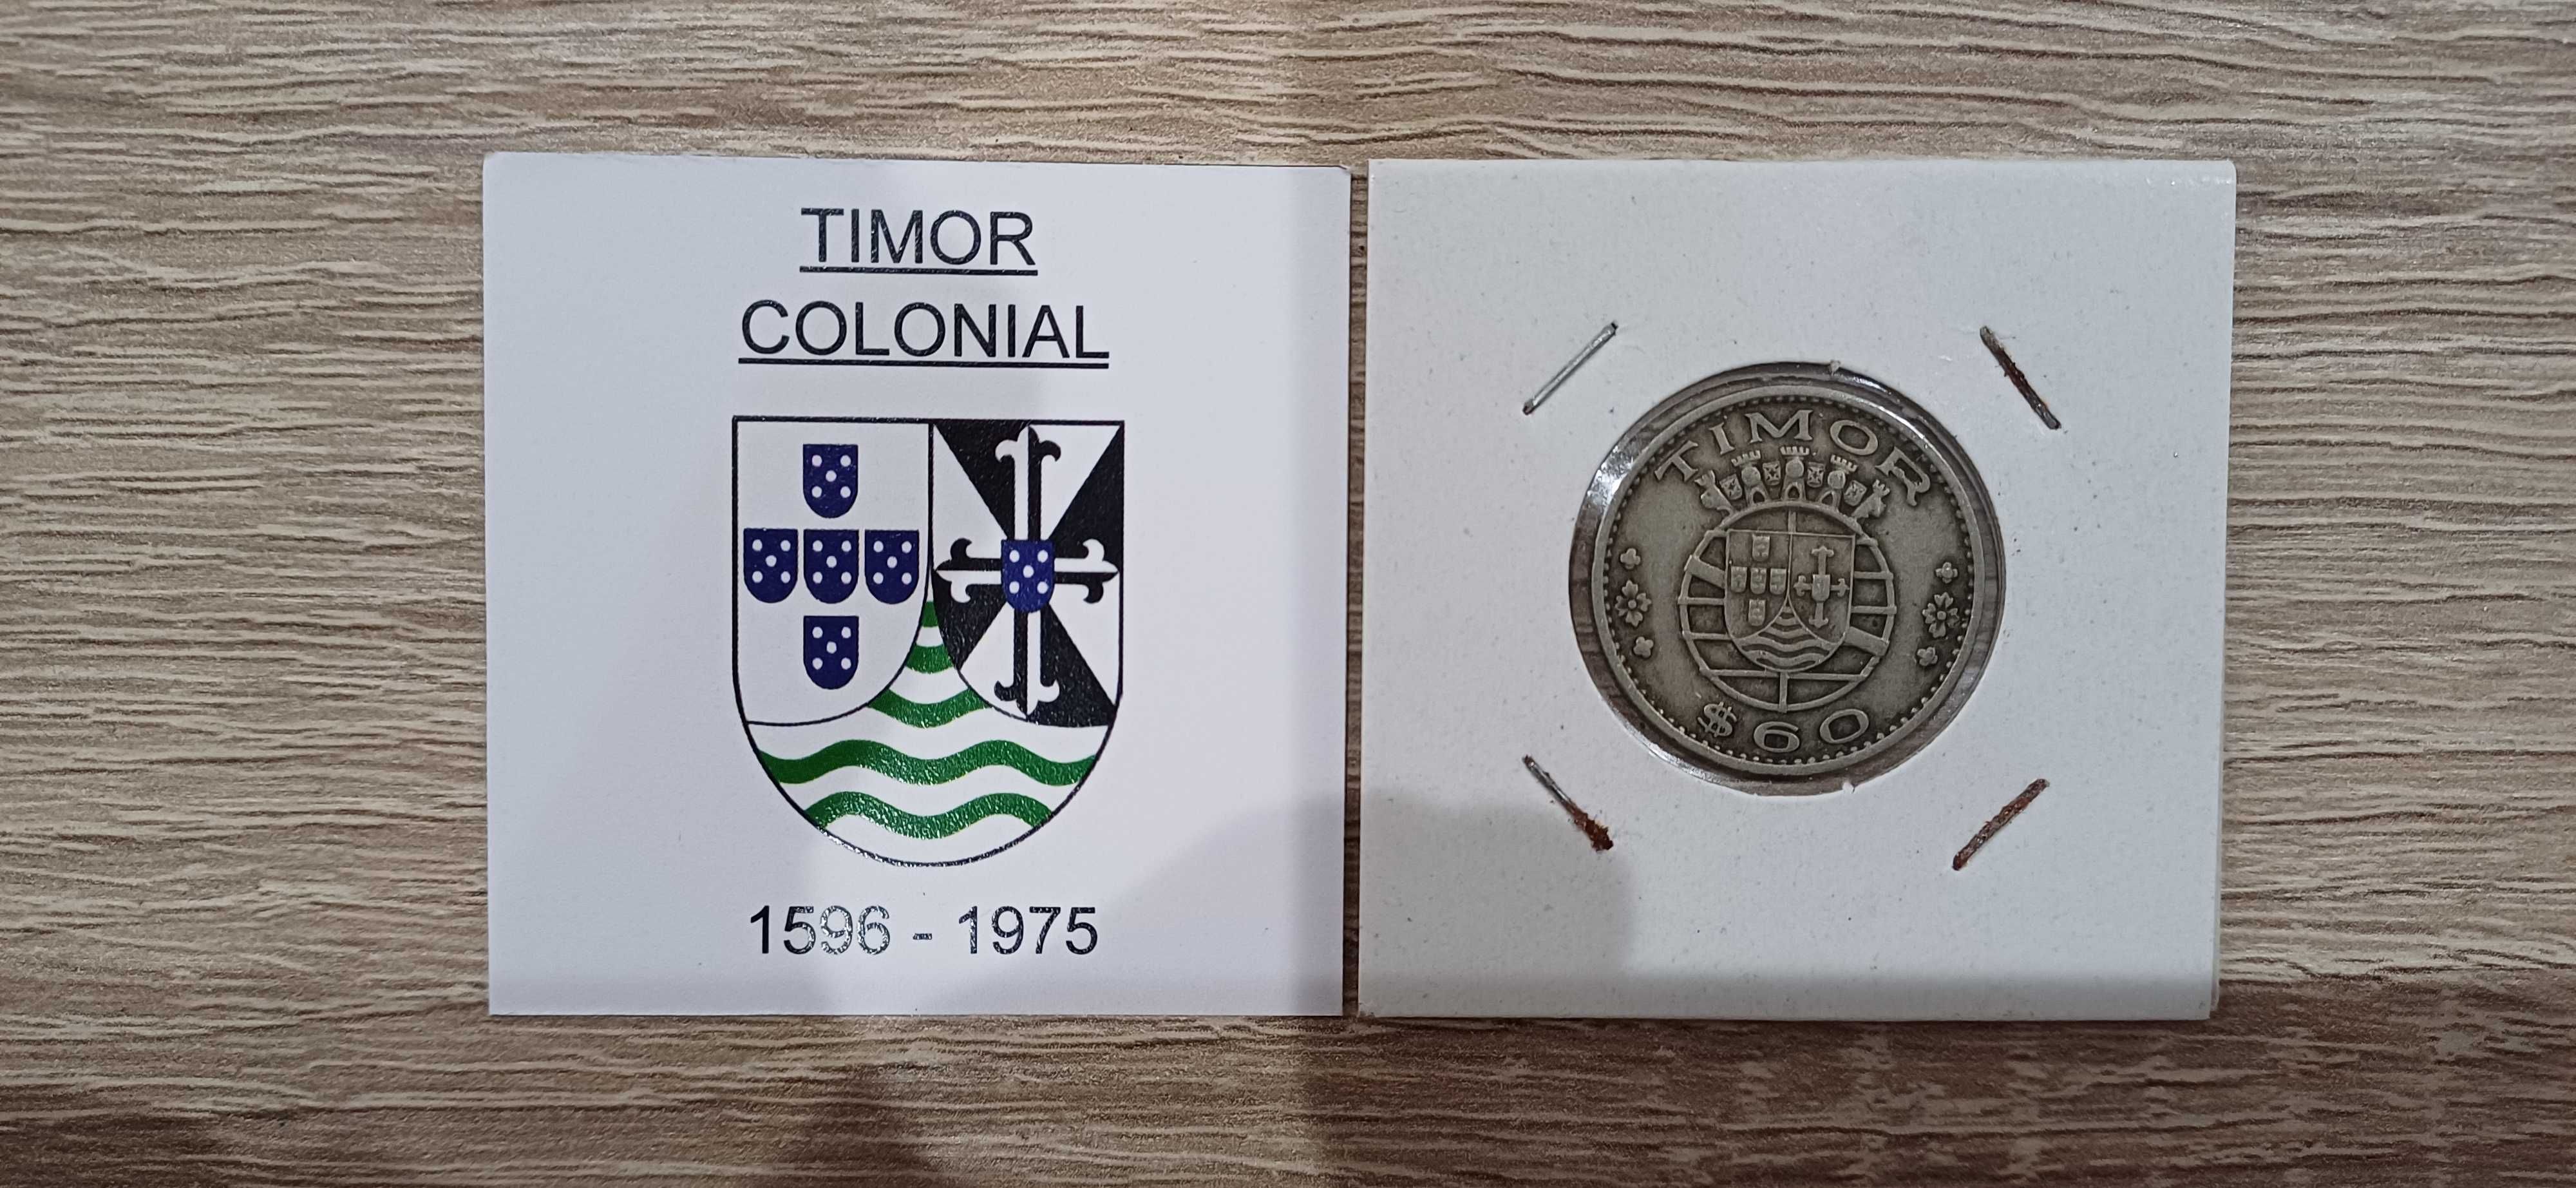 TIMOR
COLONIAL
1596 - 1975
TIMOR
$60